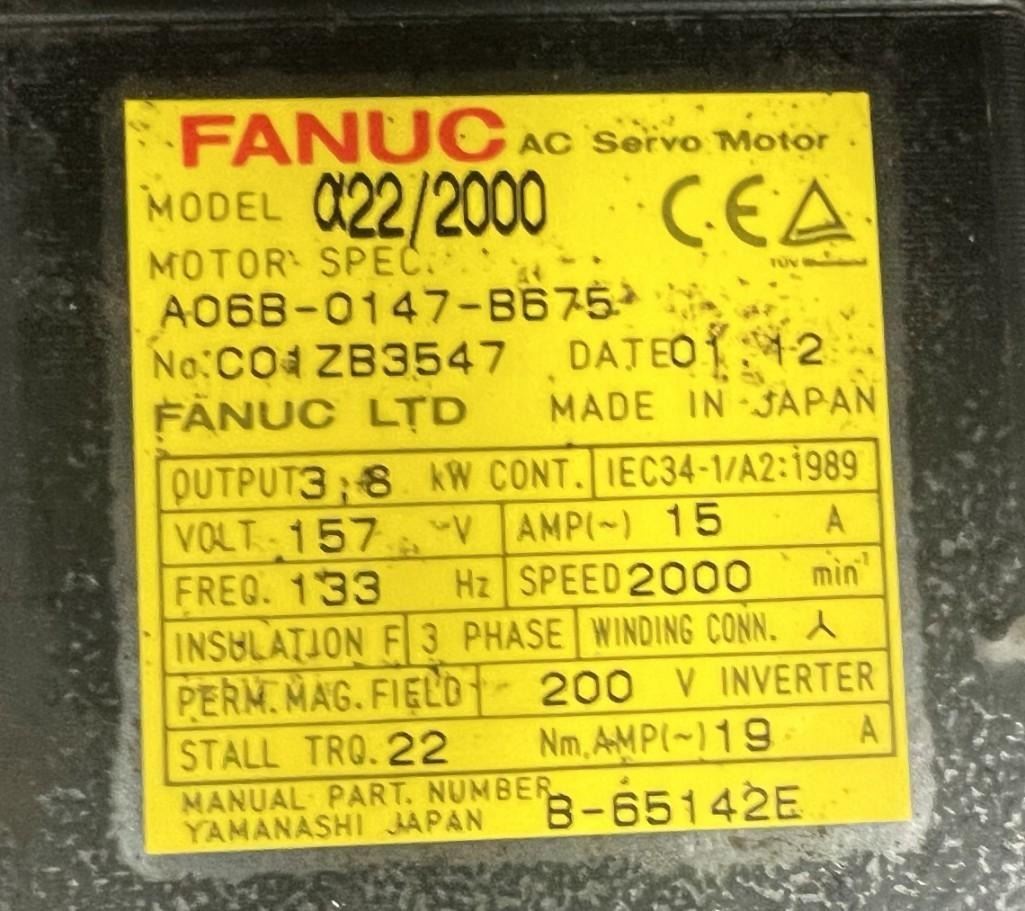 FANUC AC Servo Motor
MODEL α22/2000 CE
TÜV
MOTOR SPEC.
A06B-0147-B675
No.C01ZB3547 DATE01.12
FANUC LTD MADE IN JAPAN
OUTPUT3.8 kW CONT. IEC34-1/A2:1989
VOLT. 157 ~V AMP(~) 15 A
FREQ. 133 Hz SPEED2000 min⁻¹
INSULATION F 3 PHASE WINDING CONN. ⅄
PERM. MAG. FIELD 200 V INVERTER
STALL TRQ. 22 Nm. AMP(~) 19 A
MANUAL PART. NUMBER B-65142E
YAMANASHI JAPAN